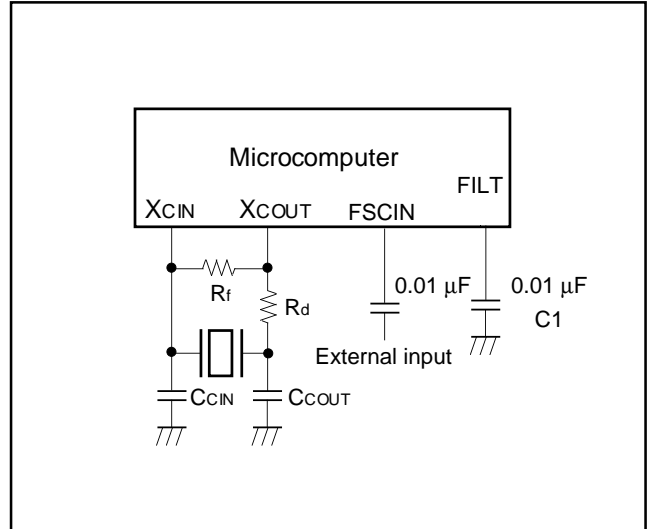 Microcomputer
FILT
XCIN XCOUT FSCIN
0.01 μF 0.01 μF
Rf
Rd C1
External input
CCIN CCOUT